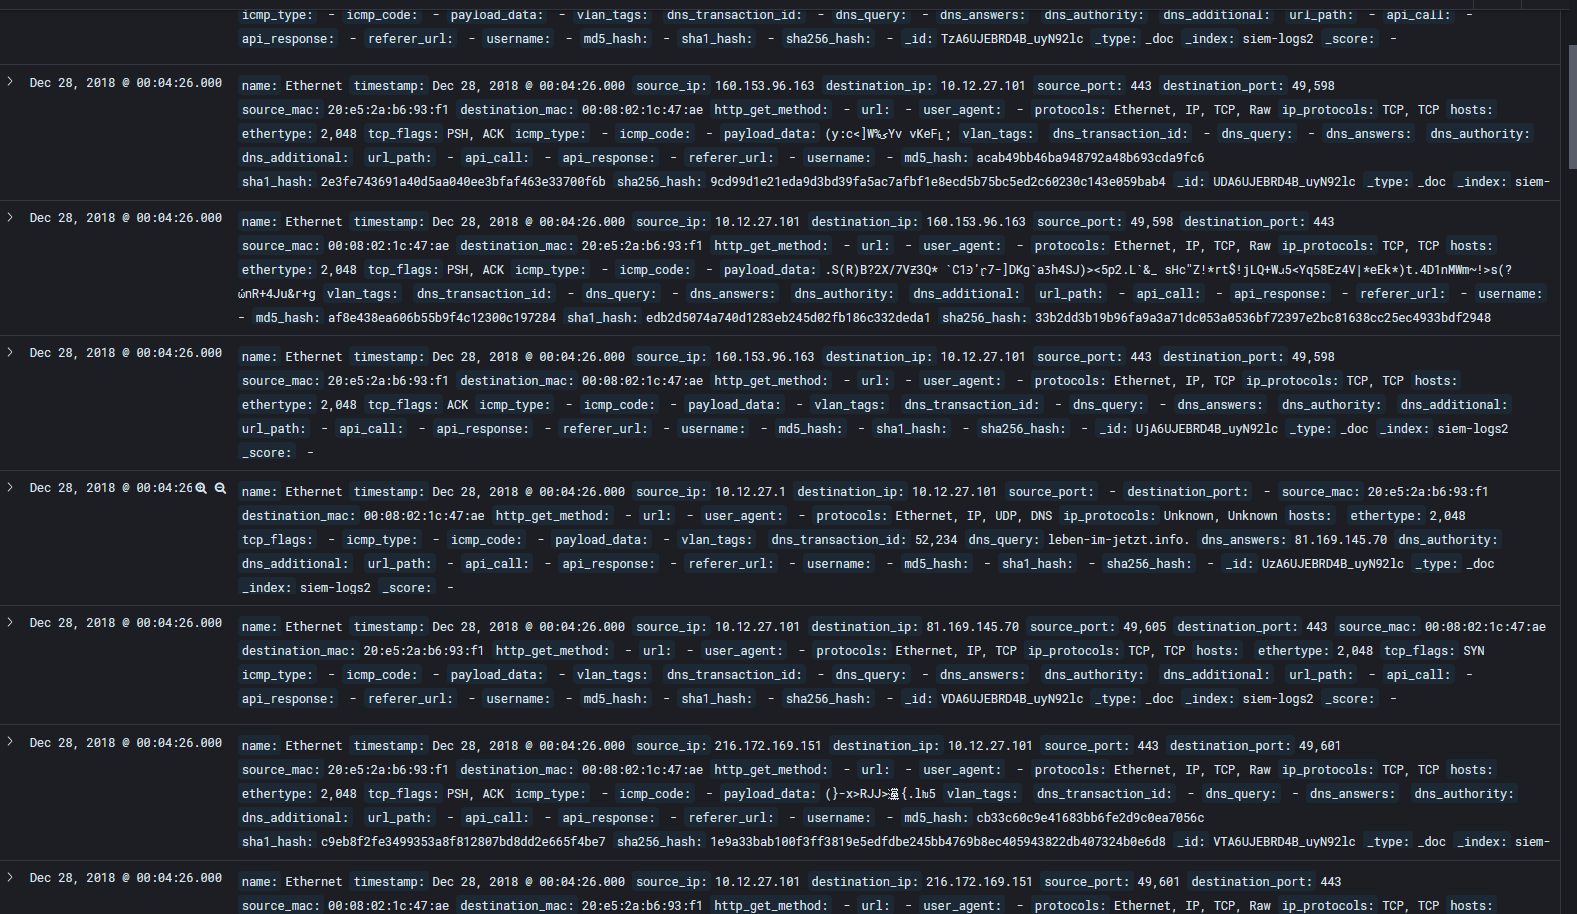 icmp_type: - icmp_code: - payload_data: - vlan_tags: dns_transaction_id: - dns_query: - dns_answers: dns_authority: dns_additional: url_path: - api_call: -
api_response: - referer_url: - username: - md5_hash: - sha1_hash: - sha256_hash: - _id: TzA6UJEBRD4B_uyN92lc _type: _doc _index: siem-logs2 _score: -
Dec 28, 2018 @ 00:04:26.000 name: Ethernet timestamp: Dec 28, 2018 @ 00:04:26.000 source_ip: 160.153.96.163 destination_ip: 10.12.27.101 source_port: 443 destination_port: 49,598
source_mac: 20:e5:2a:b6:93:f1 destination_mac: 00:08:02:1c:47:ae http_get_method: - url: - user_agent: - protocols: Ethernet, IP, TCP, Raw ip_protocols: TCP, TCP hosts:
ethertype: 2,048 tcp_flags: PSH, ACK icmp_type: - icmp_code: - payload_data: vlan_tags: dns_transaction_id: - dns_query: - dns_answers: - dns_authority:
dns_additional: url_path: - api_call: - api_response: - referer_url: - username: - md5_hash: acab49bb46ba948792a48b693cda9fc6
sha1_hash: 2e3fe743691a40d5aa040ee3bfaf463e33700f6b sha256_hash: 9cd99d1e21eda9d3bd39fa5ac7afbf1e8ecd5b75bc5ed2c60230c143e059bab4 _id: UDA6UJEBRD4B_uyN92lc _type: _doc _index: siem-
Dec 28, 2018 @ 00:04:26.000 name: Ethernet timestamp: Dec 28, 2018 @ 00:04:26.000 source_ip: 10.12.27.101 destination_ip: 160.153.96.163 source_port: 49,598 destination_port: 443
source_mac: 00:08:02:1c:47:ae destination_mac: 20:e5:2a:b6:93:f1 http_get_method: - url: - user_agent: - protocols: Ethernet, IP, TCP, Raw ip_protocols: TCP, TCP hosts:
ethertype: 2,048 tcp_flags: PSH, ACK icmp_type: - icmp_code: - payload_data: .S(R)B?2X/7Vƶ3Q*
vlan_tags: dns_transaction_id: - dns_query: - dns_answers: dns_authority: dns_additional: url_path: - api_call: - api_response: - referer_url: - username:
- md5_hash: af8e438ea606b55b9f4c12300c197284 sha1_hash: edb2d5074a740d1283eb245d02fb186c332deda1 sha256_hash: 33b2dd3b19b96fa9a3a71dc053a0536bf72397e2bc81638cc25ec4933bdf2948
Dec 28, 2018 @ 00:04:26.000 name: Ethernet timestamp: Dec 28, 2018 @ 00:04:26.000 source_ip: 160.153.96.163 destination_ip: 10.12.27.101 source_port: 443 destination_port: 49,598
source_mac: 20:e5:2a:b6:93:f1 destination_mac: 00:08:02:1c:47:ae http_get_method: - url: - user_agent: - protocols: Ethernet, IP, TCP ip_protocols: TCP, TCP hosts:
ethertype: 2,048 tcp_flags: ACK icmp_type: - icmp_code: - payload_data: - vlan_tags: dns_transaction_id: - dns_query: - dns_answers: dns_authority: dns_additional:
url_path: - api_call: - api_response: - referer_url: - username: - md5_hash: - sha1_hash: - sha256_hash: - _id: UjA6UJEBRD4B_uyN92lc _type: _doc _index: siem-logs2
_score: -
Dec 28, 2018 @ 00:04:26 name: Ethernet timestamp: Dec 28, 2018 @ 00:04:26.000 source_ip: 10.12.27.1 destination_ip: 10.12.27.101 source_port: - destination_port: - source_mac: 20:e5:2a:b6:93:f1
destination_mac: 00:08:02:1c:47:ae http_get_method: - url: - user_agent: - protocols: Ethernet, IP, UDP, DNS ip_protocols: Unknown, Unknown hosts: ethertype: 2,048
tcp_flags: - icmp_type: - icmp_code: - payload_data: - vlan_tags: dns_transaction_id: 52,234 dns_query: leben-im-jetzt.info. dns_answers: 81.169.145.70 dns_authority:
dns_additional: url_path: - api_call: - api_response: - referer_url: - username: - md5_hash: - sha1_hash: - sha256_hash: - _id: UzA6UJEBRD4B_uyN92lc _type: _doc
_index: siem-logs2 _score: -
Dec 28, 2018 @ 00:04:26.000 name: Ethernet timestamp: Dec 28, 2018 @ 00:04:26.000 source_ip: 10.12.27.101 destination_ip: 81.169.145.70 source_port: 49,605 destination_port: 443 source_mac: 00:08:02:1c:47:ae
destination_mac: 20:e5:2a:b6:93:f1 http_get_method: - url: - user_agent: - protocols: Ethernet, IP, TCP ip_protocols: TCP, TCP hosts: ethertype: 2,048 tcp_flags: SYN
icmp_type: - icmp_code: - payload_data: - vlan_tags: dns_transaction_id: - dns_query: - dns_answers: dns_authority: dns_additional: url_path: - api_call: -
api_response: - referer_url: - username: - md5_hash: - sha1_hash: - sha256_hash: - _id: VDA6UJEBRD4B_uyN92lc _type: _doc _index: siem-logs2 _score: -
Dec 28, 2018 @ 00:04:26.000 name: Ethernet timestamp: Dec 28, 2018 @ 00:04:26.000 source_ip: 216.172.169.151 destination_ip: 10.12.27.101 source_port: 443 destination_port: 49,601
source_mac: 20:e5:2a:b6:93:f1 destination_mac: 00:08:02:1c:47:ae http_get_method: - url: - user_agent: - protocols: Ethernet, IP, TCP, Raw ip_protocols: TCP, TCP hosts:
ethertype: 2,048 tcp_flags: PSH, ACK icmp_type: - icmp_code: - payload_data: vlan_tags: dns_transaction_id: - dns_query: - dns_answers: - dns_authority:
dns_additional: url_path: - api_call: - api_response: - referer_url: - username: - md5_hash: cb33c60c9e41683bb6fe2d9c0ea7056c
sha1_hash: c9eb8f2fe3499353a8f812807bd8dd2e665f4be7 sha256_hash: 1e9a33bab100f3ff3819e5edfdbe245bb4769b8ec405943822db407324b0e6d8 _id: VTA6UJEBRD4B_uyN92lc _type: _doc _index: siem-
Dec 28, 2018 @ 00:04:26.000 name: Ethernet timestamp: Dec 28, 2018 @ 00:04:26.000 source_ip: 10.12.27.101 destination_ip: 216.172.169.151 source_port: 49,601 destination_port: 443
source_mac: 00:08:02:1c:47:ae destination_mac: 20:e5:2a:b6:93:f1 http_get_method: - url: - user_agent: - protocols: Ethernet, IP, TCP, Raw ip_protocols: TCP, TCP hosts: